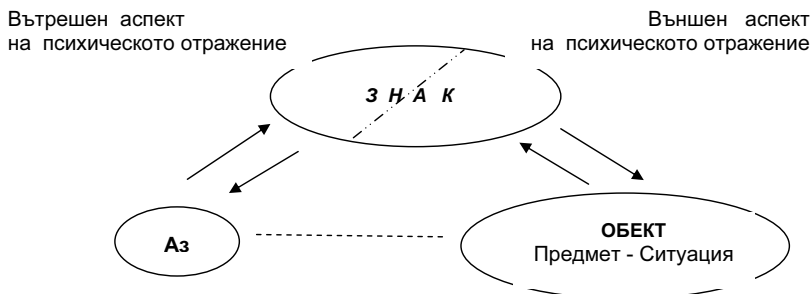 Вътрешен аспект
на психическото отражение
Външен аспект
на психическото отражение
З Н А К
Аз
ОБЕКТ
Предмет - Ситуация